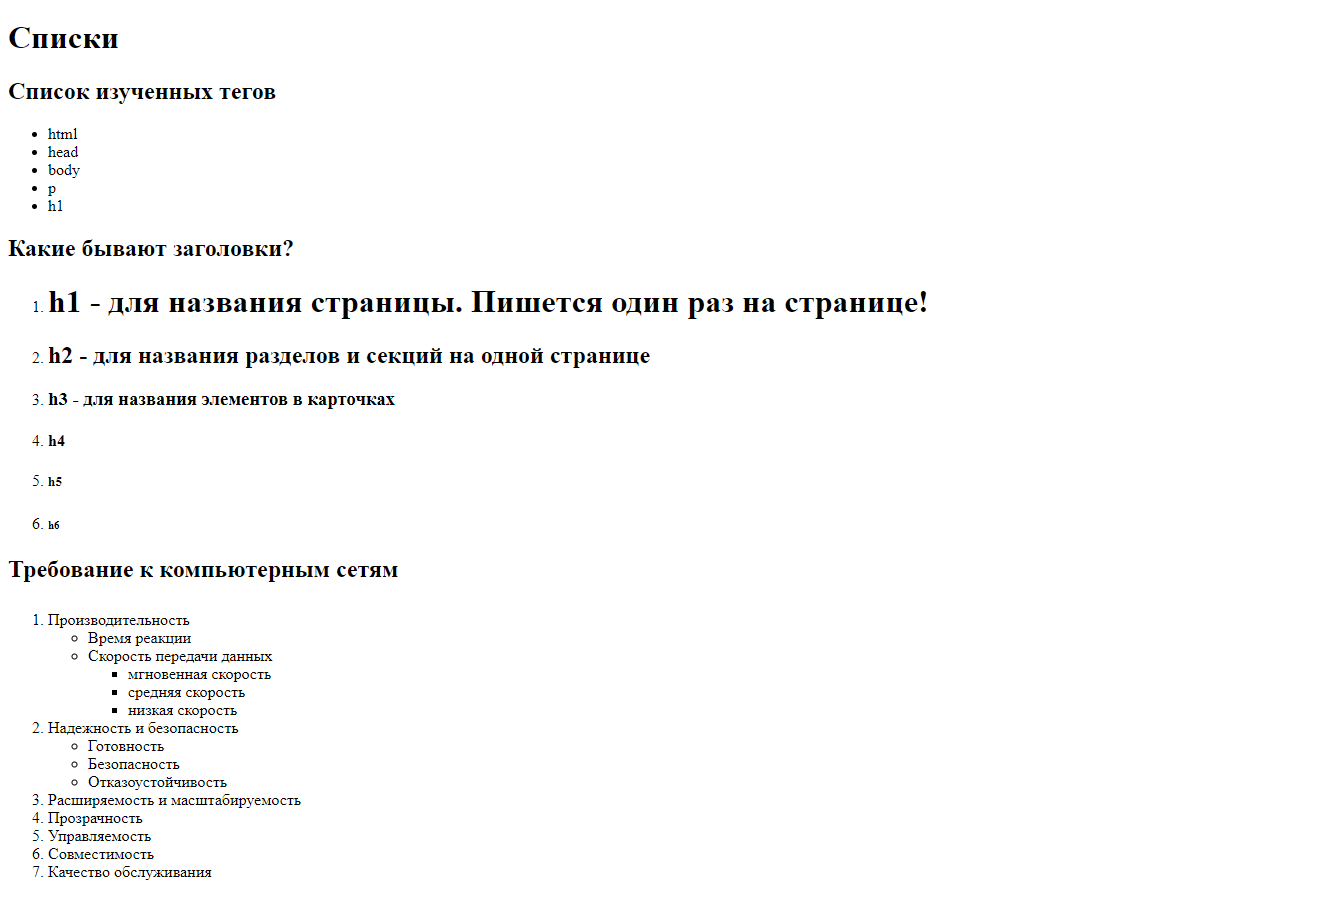 Списки
Список изученных тегов
• html
• head
• body
• p
• h1
Какие бывают заголовки?
1. h1 - для названия страницы. Пишется один раз на странице!
2. h2 - для названия разделов и секций на одной странице
3. h3 - для названия элементов в карточках
4. h4
5. h5
6. h6
Требование к компьютерным сетям
1. Производительность
○ Время реакции
○ Скорость передачи данных
▪ мгновенная скорость
▪ средняя скорость
▪ низкая скорость
2. Надежность и безопасность
○ Готовность
○ Безопасность
○ Отказоустойчивость
3. Расширяемость и масштабируемость
4. Прозрачность
5. Управляемость
6. Совместимость
7. Качество обслуживания